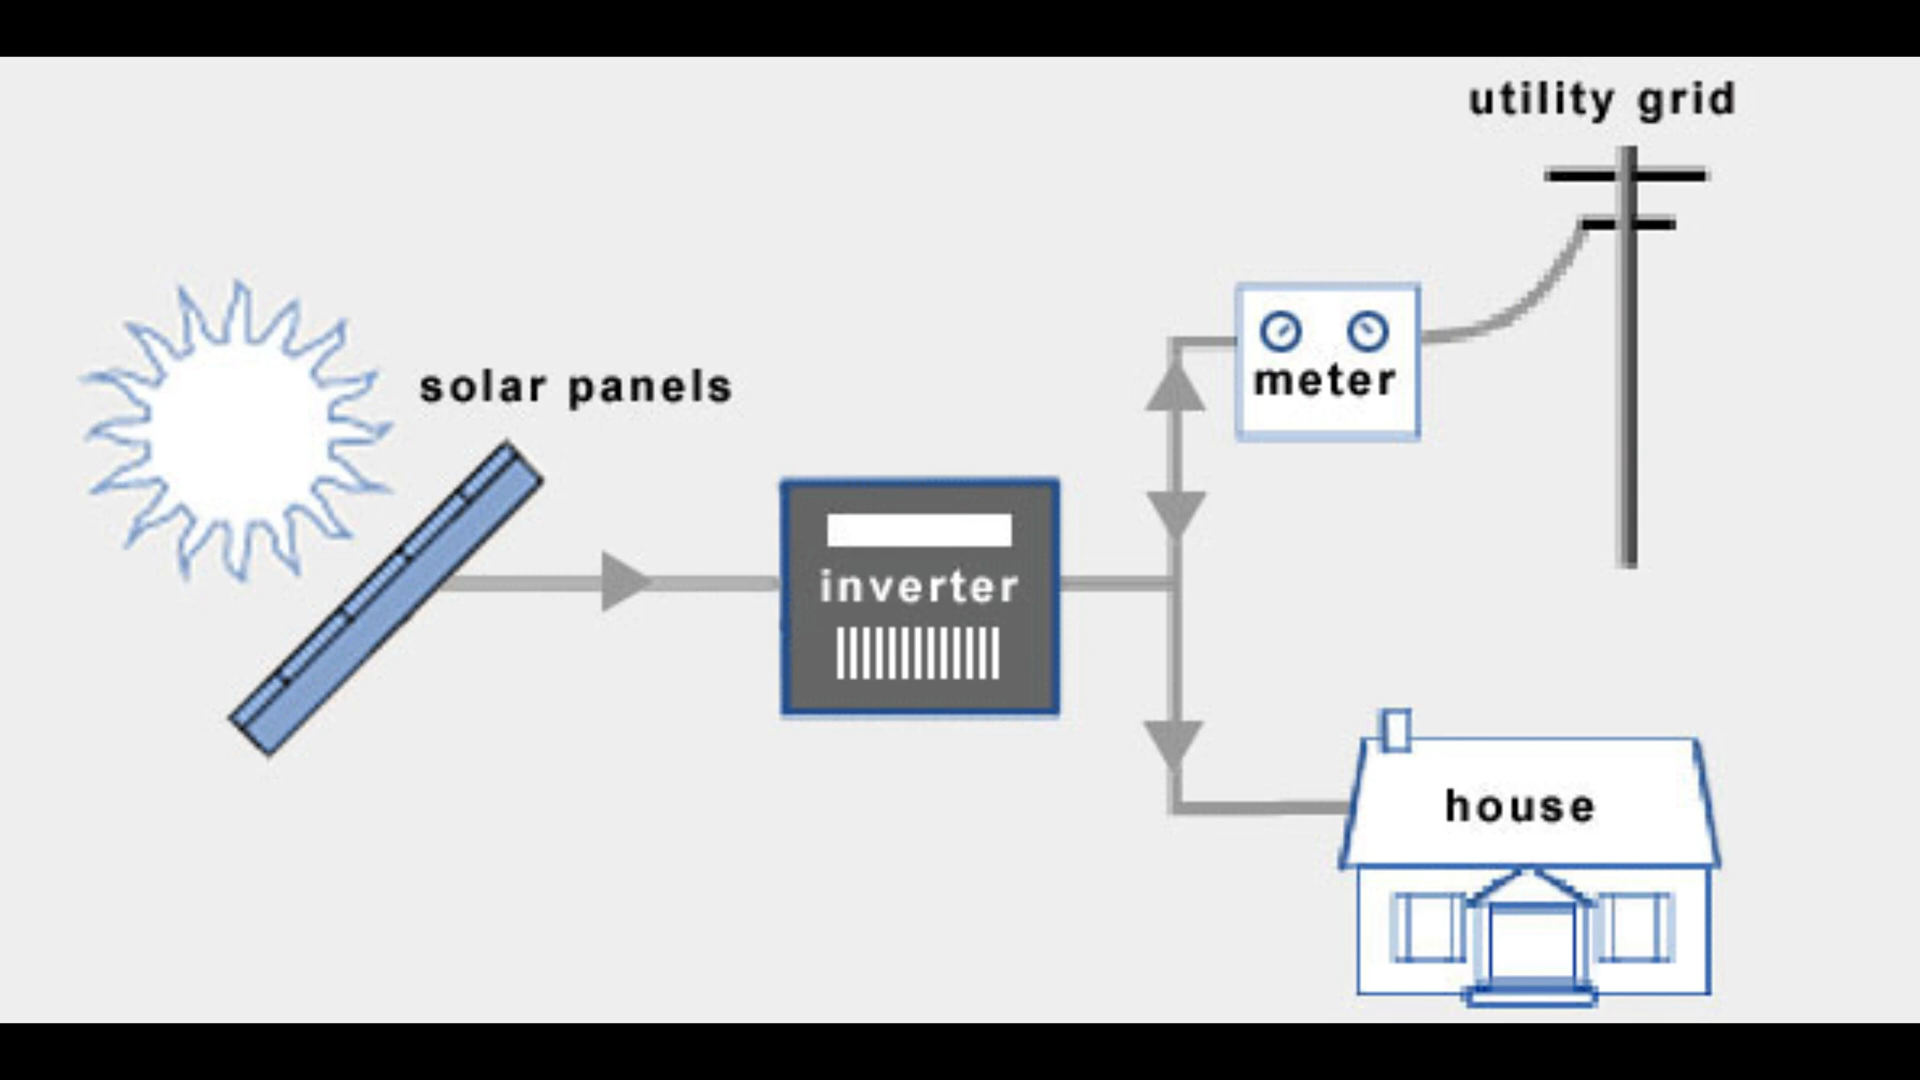 utility grid
solar panels
meter
inverter
house